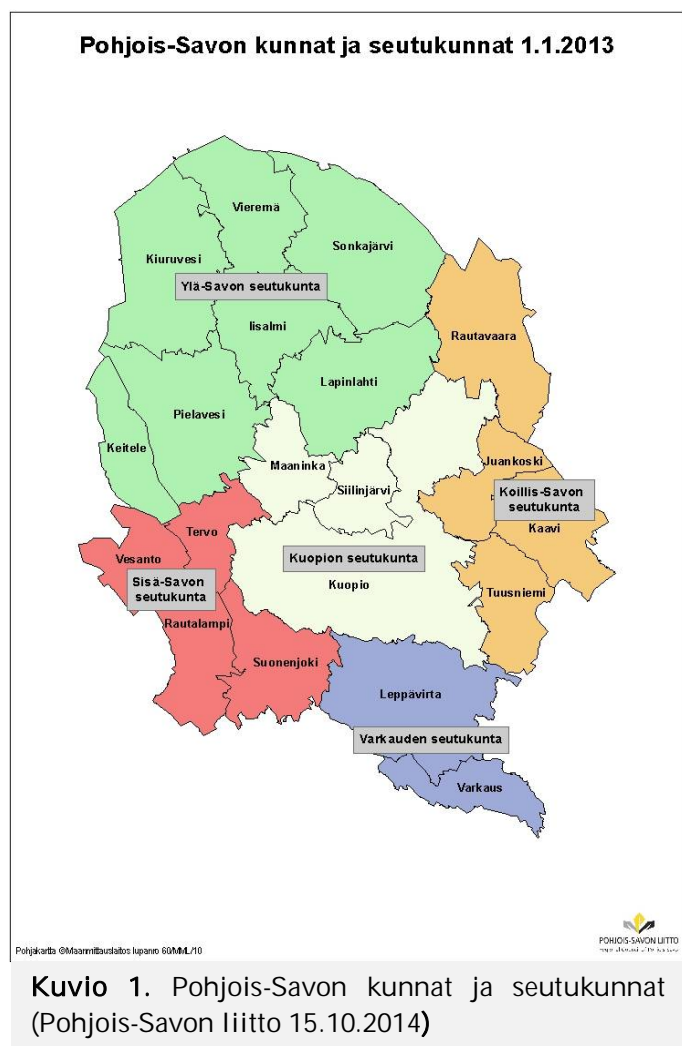 Pohjois-Savon kunnat ja seutukunnat 1.1.2013
Vieremä
Sonkajärvi
Kiuruvesi
Ylä-Savon seutukunta
Iisalmi
Rautavaara
Lapinlahti
Pielavesi
Keitele
Maaninka
Juankoski
Siilinjärvi
Koillis-Savon
seutukunta
Kaavi
Tervo
Vesanto
Kuopion seutukunta
Sisä-Savon
seutukunta
Kuopio
Tuusniemi
Rautalampi
Suonenjoki
Leppävirta
Varkauden seutukunta
Varkaus
POHJOIS-SAVON LIITTO
Pohjakartta ©Maanmittauslaitos lupanro 60/MML/10
Kuvio 1. Pohjois-Savon kunnat ja seutukunnat
(Pohjois-Savon liitto 15.10.2014)